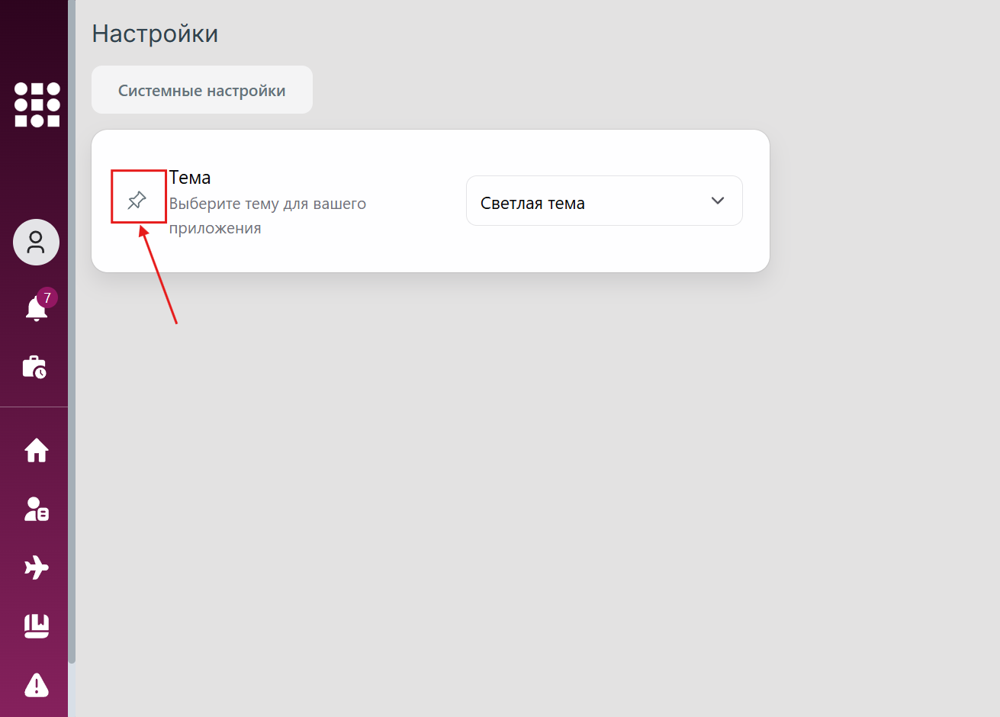 Настройки
Системные настройки
Тема
Выберите тему для вашего
приложения
Светлая тема
7